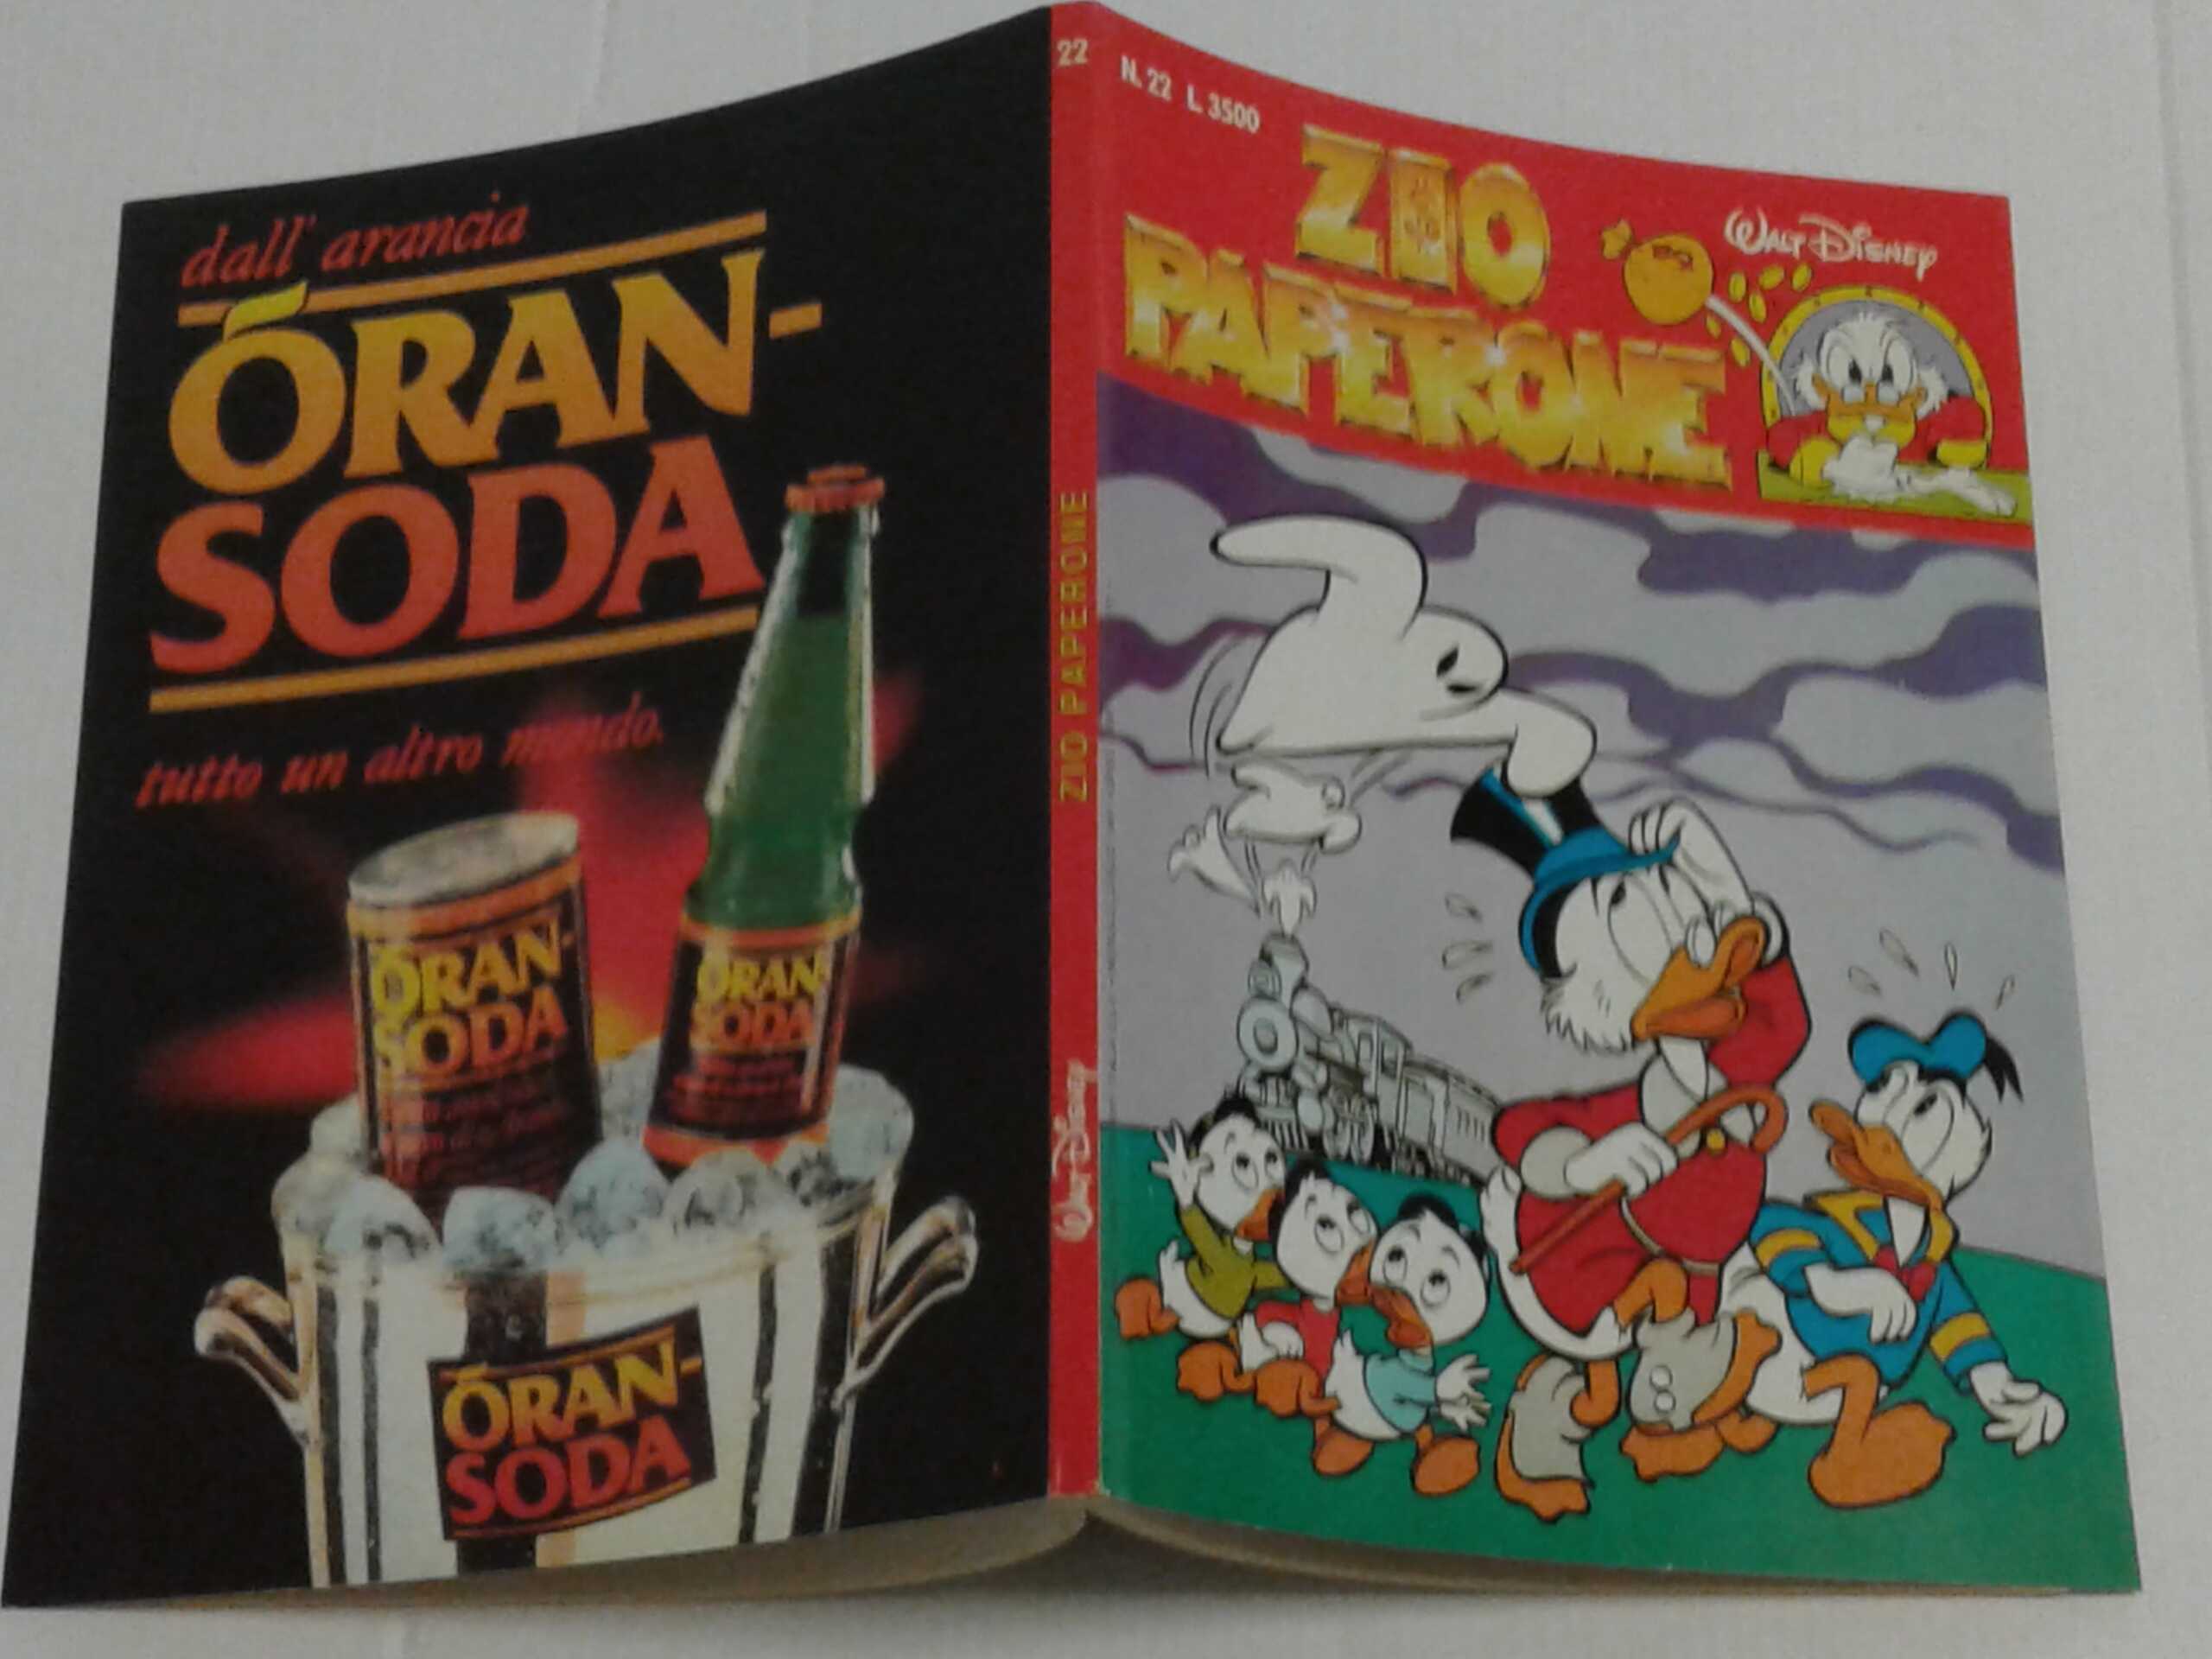 dall' arancia
ORAN-
SODA
tutto un altro mondo.
ORAN-
SODA
ORAN-
SODA
ORAN-
SODA
22
ZIO PAPERONE
WALT DISNEY
N. 22 L. 3500
ZIO
PAPERONE
WALT DISNEY